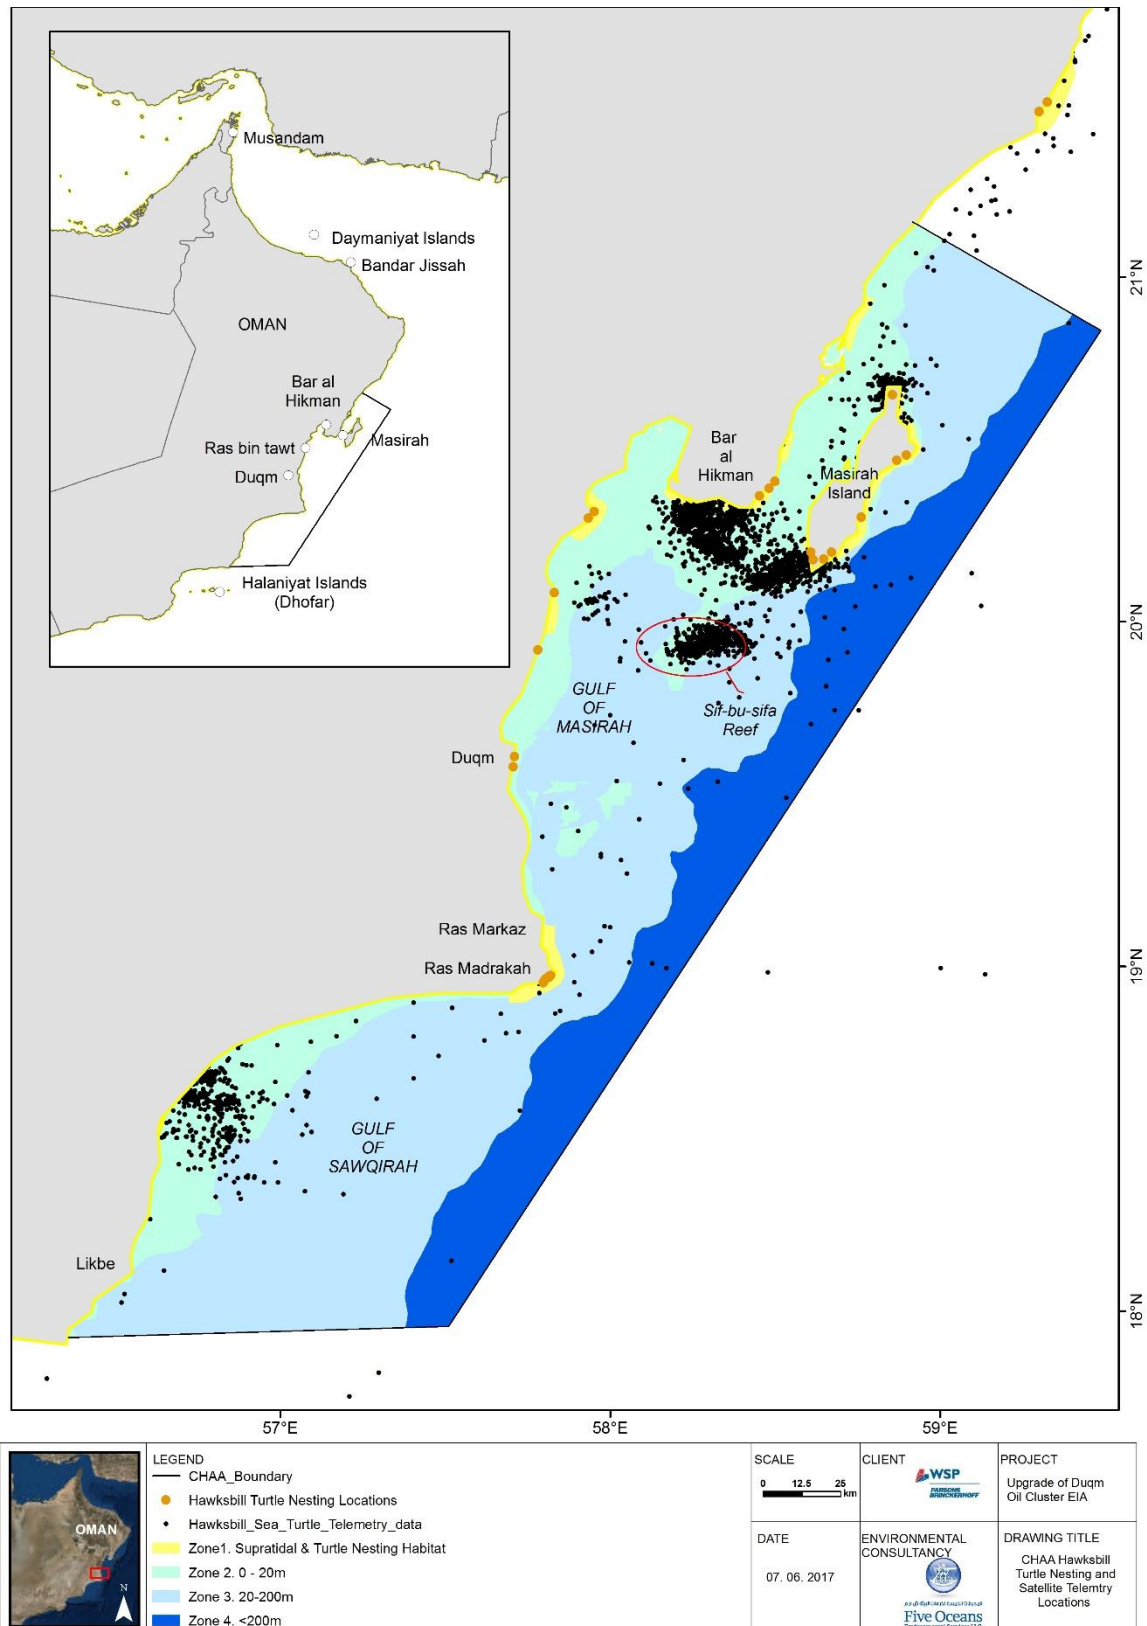 Musandam
Daymaniyat Islands
Bandar Jissah
OMAN
Bar al
Hikman
Ras bin tawt
Masirah
Duqm
Halaniyat Islands
(Dhofar)
21°N
Bar
al
Hikman
Masirah
Island
20°N
GULF
OF
MASIRAH
Sif-bu-sifa
Reef
Duqm
Ras Markaz
Ras Madrakah
19°N
GULF
OF
SAWQIRAH
Likbe
18°N
57°E
58°E
59°E
OMAN
N
LEGEND
CHAA_Boundary
Hawksbill Turtle Nesting Locations
Hawksbill_Sea_Turtle_Telemetry_data
Zone1. Supratidal & Turtle Nesting Habitat
Zone 2. 0 - 20m
Zone 3. 20-200m
Zone 4. <200m
SCALE
0 12.5 25
km
CLIENT
WSP
PARSONS
BRINCKERHOFF
PROJECT
Upgrade of Duqm
Oil Cluster EIA
DATE
07. 06. 2017
ENVIRONMENTAL
CONSULTANCY
Five Oceans
DRAWING TITLE
CHAA Hawksbill
Turtle Nesting and
Satellite Telemtry
Locations